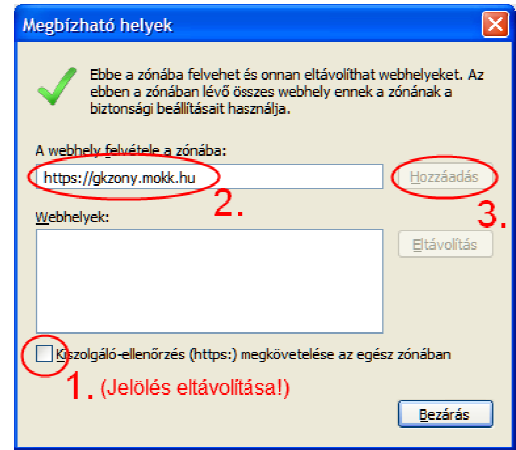 Megbízható helyek
Ebbe a zónába felvehet és onnan eltávolíthat webhelyeket. Az
ebben a zónában lévő összes webhely ennek a zónának a
biztonsági beállításait használja.
A webhely felvétele a zónába:
https://gkzony.mokk.hu
Hozzáadás
2.
3.
Webhelyek:
Eltávolítás
Kiszolgáló-ellenőrzés (https:) megkövetelése az egész zónában
1. (Jelölés eltávolítása!)
Bezárás